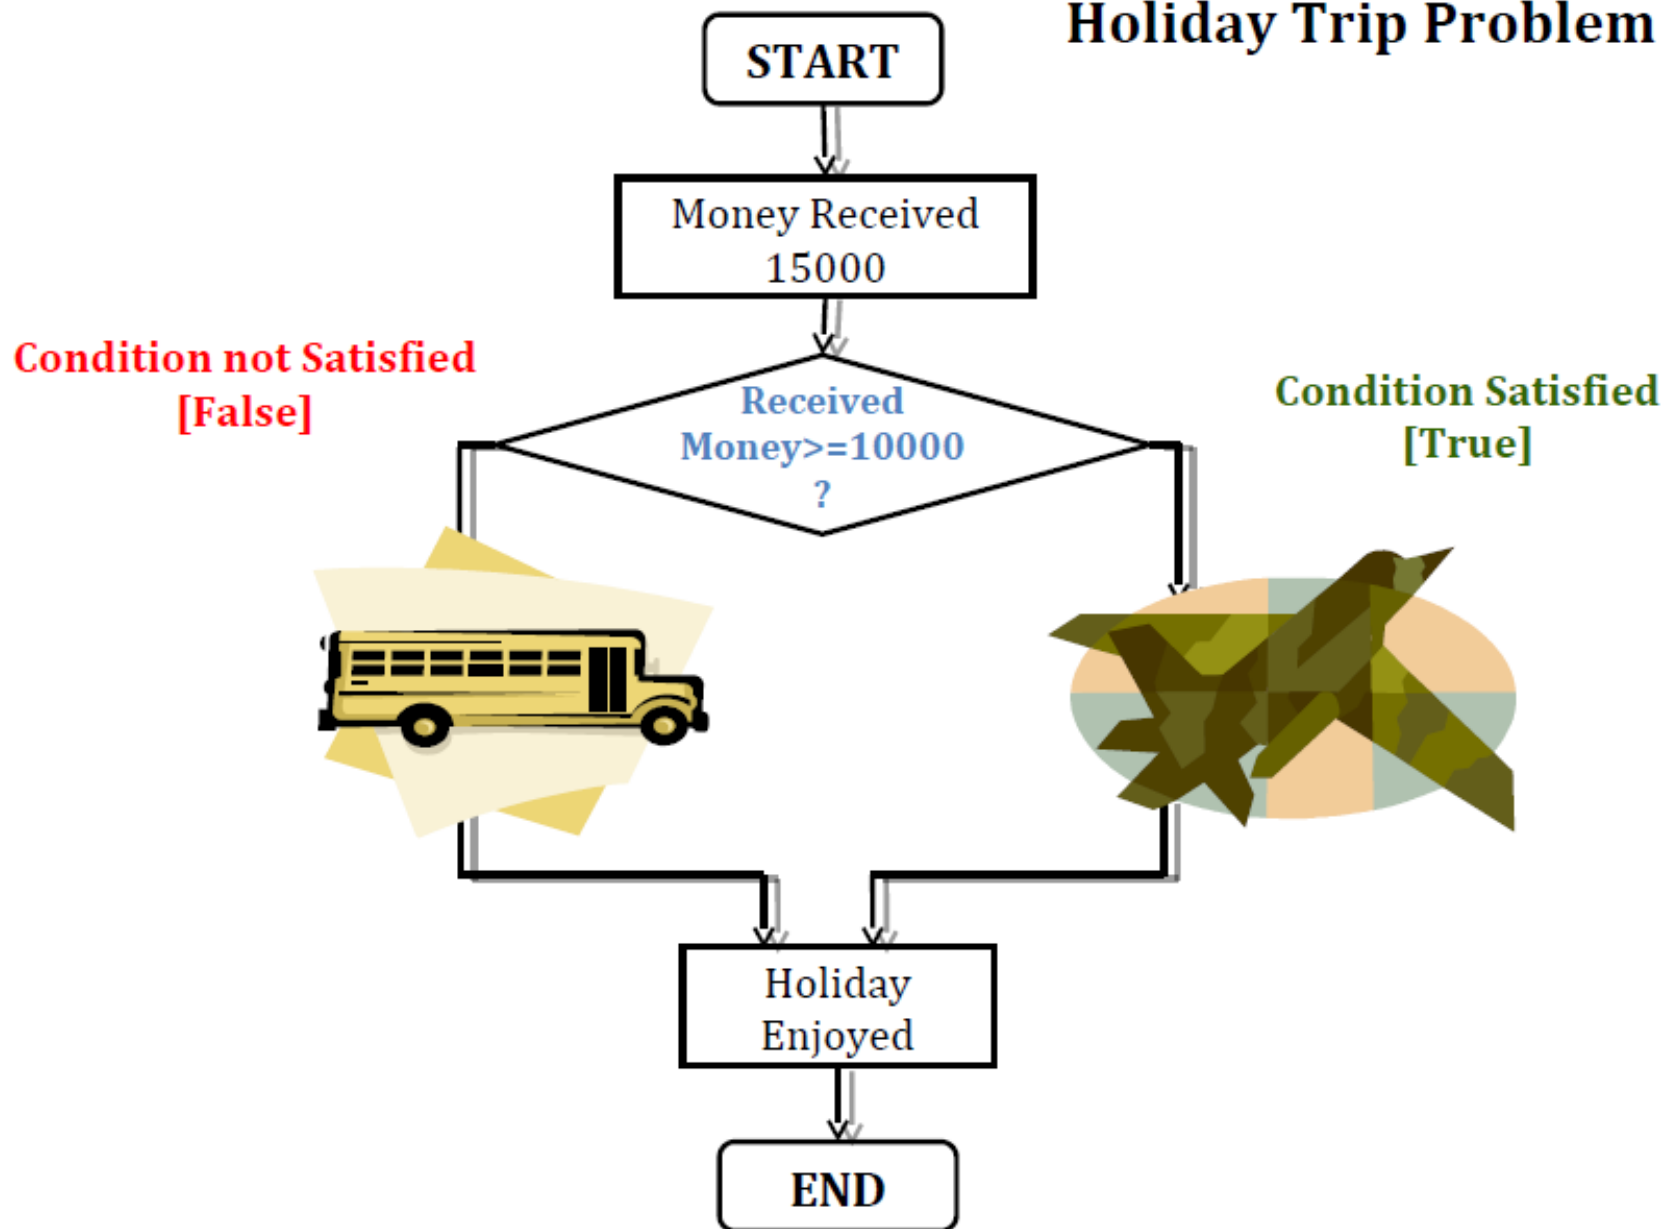 Holiday Trip Problem
START
Money Received
15000
Condition not Satisfied
[False]
Received
Money>=10000
?
Condition Satisfied
[True]
Holiday
Enjoyed
END